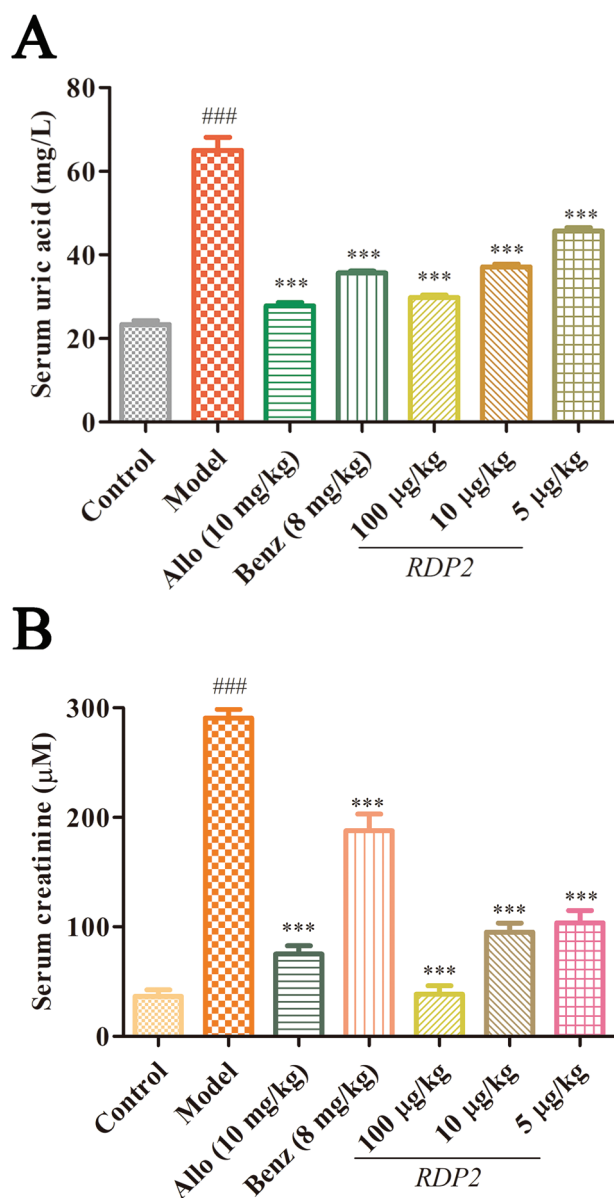 A
Serum uric acid (mg/L)
80
60
40
20
0
###
***
***
***
***
***
Control
Model
Allo (10 mg/kg)
Benz (8 mg/kg)
100 µg/kg
10 µg/kg
5 µg/kg
RDP2
B
Serum creatinine (µM)
300
200
100
0
###
***
***
***
***
***
Control
Model
Allo (10 mg/kg)
Benz (8 mg/kg)
100 µg/kg
10 µg/kg
5 µg/kg
RDP2